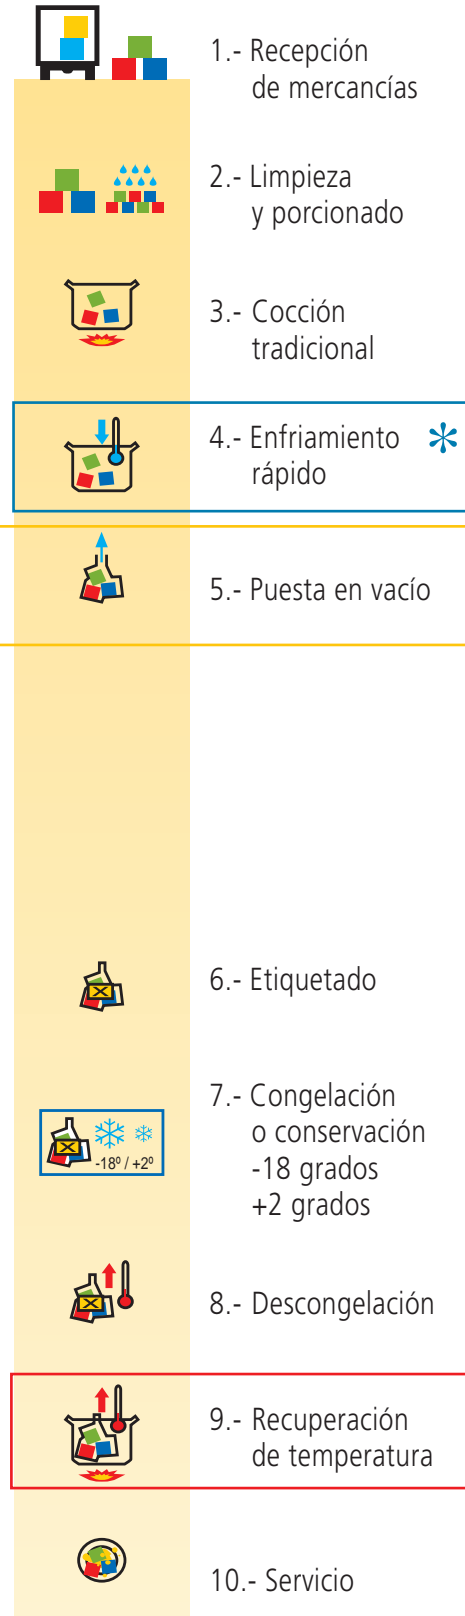 1.- Recepción
de mercancías
2.- Limpieza
y porcionado
3.- Cocción
tradicional
4.- Enfriamiento *
rápido
5.- Puesta en vacío
6.- Etiquetado
7.- Congelación
o conservación
-18 grados
+2 grados
-18º / +2º
8.- Descongelación
9.- Recuperación
de temperatura
10.- Servicio